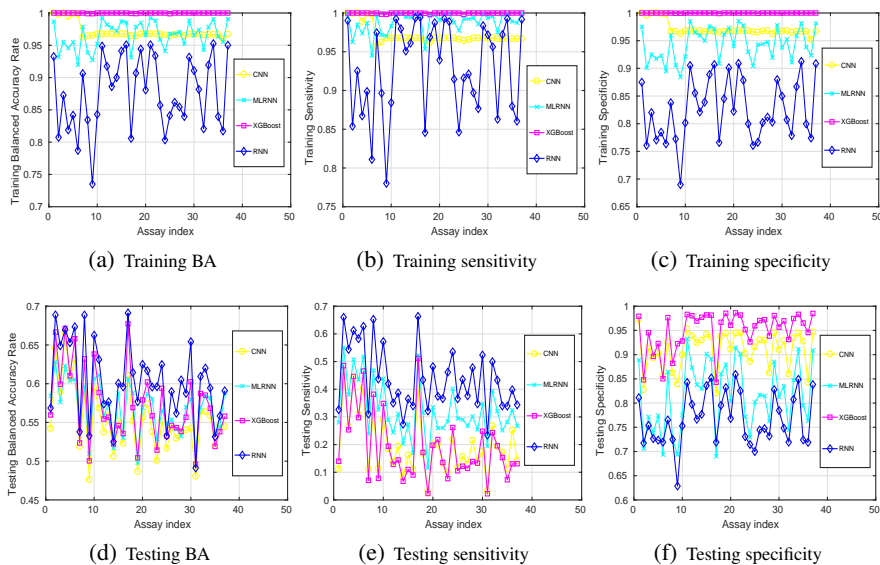 Training Balanced Accuracy Rate
1
0.95
0.9
0.85
0.8
0.75
0.7
0
10
20
30
40
50
Assay index
CNN
MLRNN
XGBoost
RNN
(a) Training BA
Training Sensitivity
1
0.95
0.9
0.85
0.8
0.75
0
10
20
30
40
50
Assay index
CNN
MLRNN
XGBoost
RNN
(b) Training sensitivity
Training Specificity
1
0.95
0.9
0.85
0.8
0.75
0.7
0.65
0
10
20
30
40
50
Assay index
CNN
MLRNN
XGBoost
RNN
(c) Training specificity
Testing Balanced Accuracy Rate
0.7
0.65
0.6
0.55
0.5
0.45
0
10
20
30
40
50
Assay index
CNN
MLRNN
XGBoost
RNN
(d) Testing BA
Testing Sensitivity
0.7
0.6
0.5
0.4
0.3
0.2
0.1
0
0
10
20
30
40
50
Assay index
CNN
MLRNN
XGBoost
RNN
(e) Testing sensitivity
Testing Specificity
1
0.95
0.9
0.85
0.8
0.75
0.7
0.65
0.6
0
10
20
30
40
50
Assay index
CNN
MLRNN
XGBoost
RNN
(f) Testing specificity